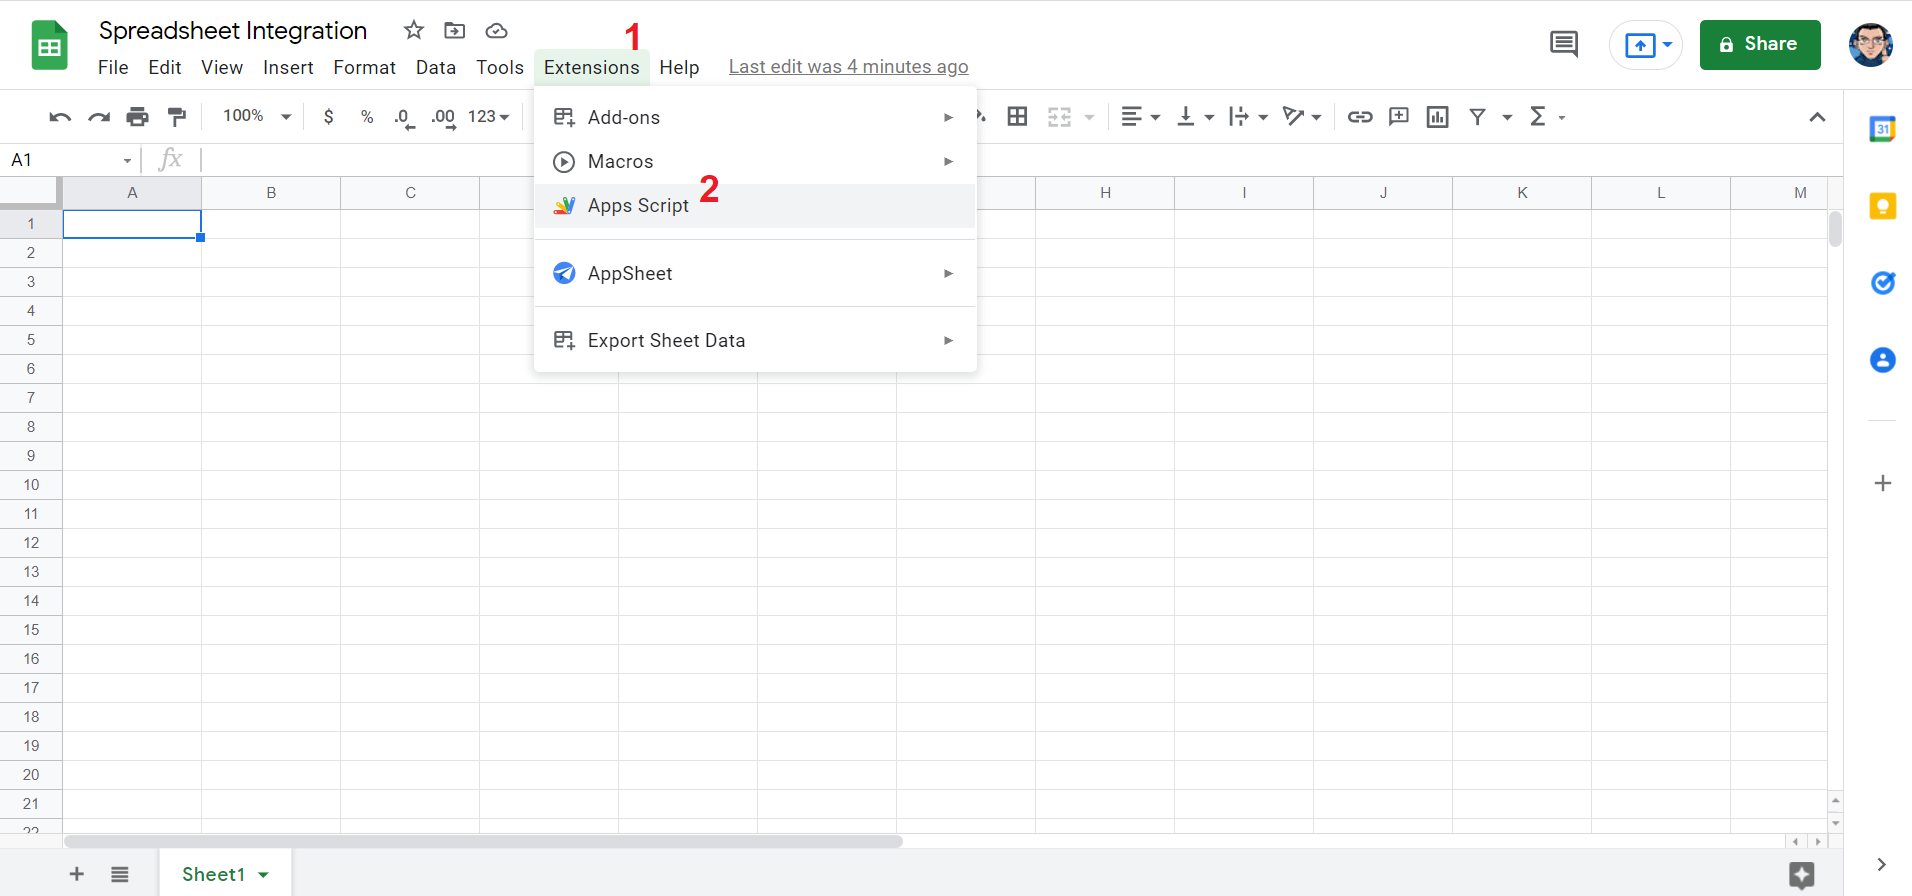 Spreadsheet Integration
1
File Edit View Insert Format Data Tools Extensions Help Last edit was 4 minutes ago
Share
100% $ % .0 .00 123
A1 fx
Add-ons
Macros
Apps Script 2
AppSheet
Export Sheet Data
31
A B C H I J K L M
1
2
3
4
5
6
7
8
9
10
11
12
13
14
15
16
17
18
19
20
21
22
Sheet1